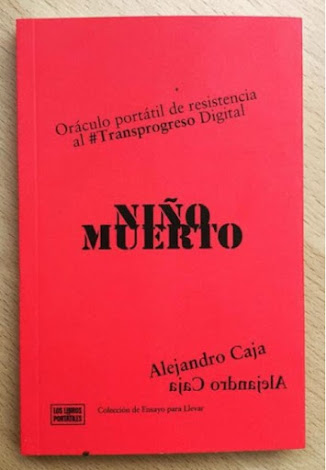 Oráculo portátil de resistencia
al #Transprogreso Digital
NIÑO
MUERTO
Alejandro Caja
Alejandro Caja
LOS LIBROS
PORTÁTILES
Colección de Ensayo para Llevar